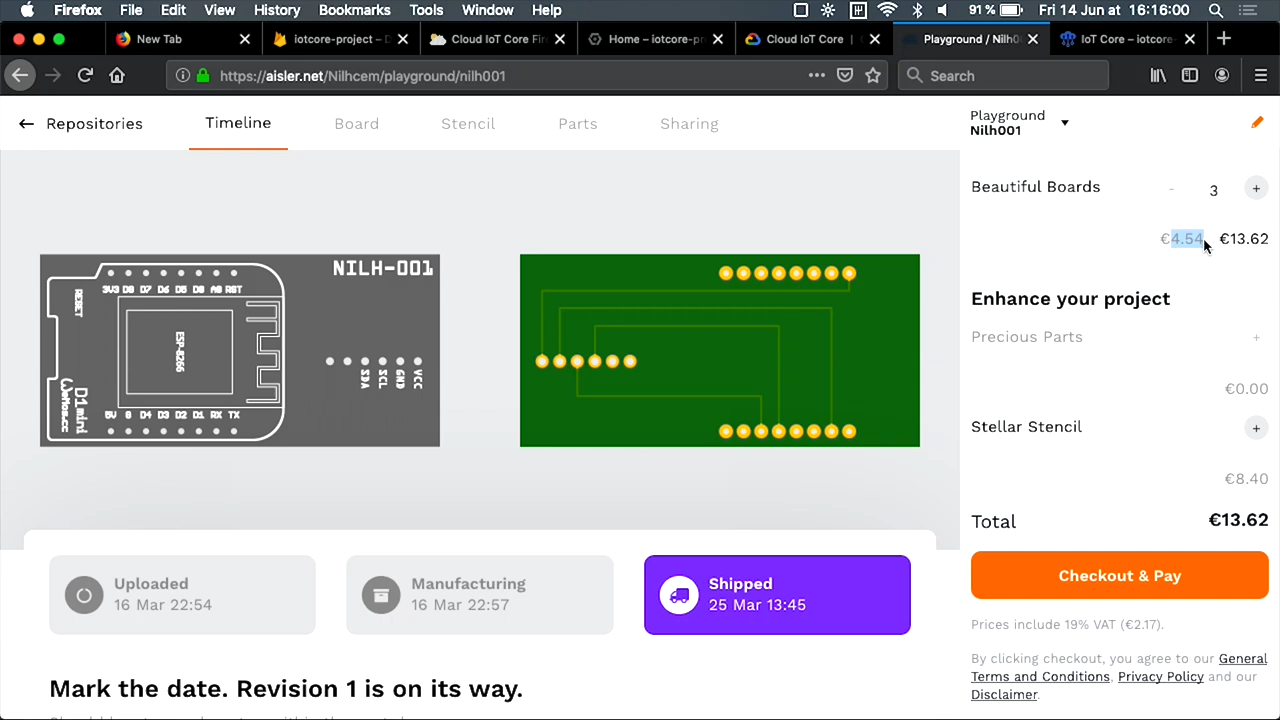 Firefox File Edit View History Bookmarks Tools Window Help 91% Fri 14 Jun at 16:16:00
New Tab
iotcore-project – D
Cloud IoT Core Fir
Home – iotcore-pr
Cloud IoT Core |
Playground / Nilh0
IoT Core – iotcore-
https://aisler.net/Nilhcem/playground/nilh001
Search
Repositories Timeline Board Stencil Parts Sharing
Playground
Nilh001
Beautiful Boards - 3 +
€4.54 €13.62
Enhance your project
Precious Parts +
€0.00
Stellar Stencil +
€8.40
Total €13.62
Checkout & Pay
Prices include 19% VAT (€2.17).
By clicking checkout, you agree to our General
Terms and Conditions, Privacy Policy and our
Disclaimer.
NILH-001
3V3 D8 D7 D6 D5 D0 A0 RST
RESET
ESP-8266
SDA
SCL
GND
VCC
D1mini
WeMos.cc
5V G D4 D3 D2 D1 RX TX
Uploaded
16 Mar 22:54
Manufacturing
16 Mar 22:57
Shipped
25 Mar 13:45
Mark the date. Revision 1 is on its way.